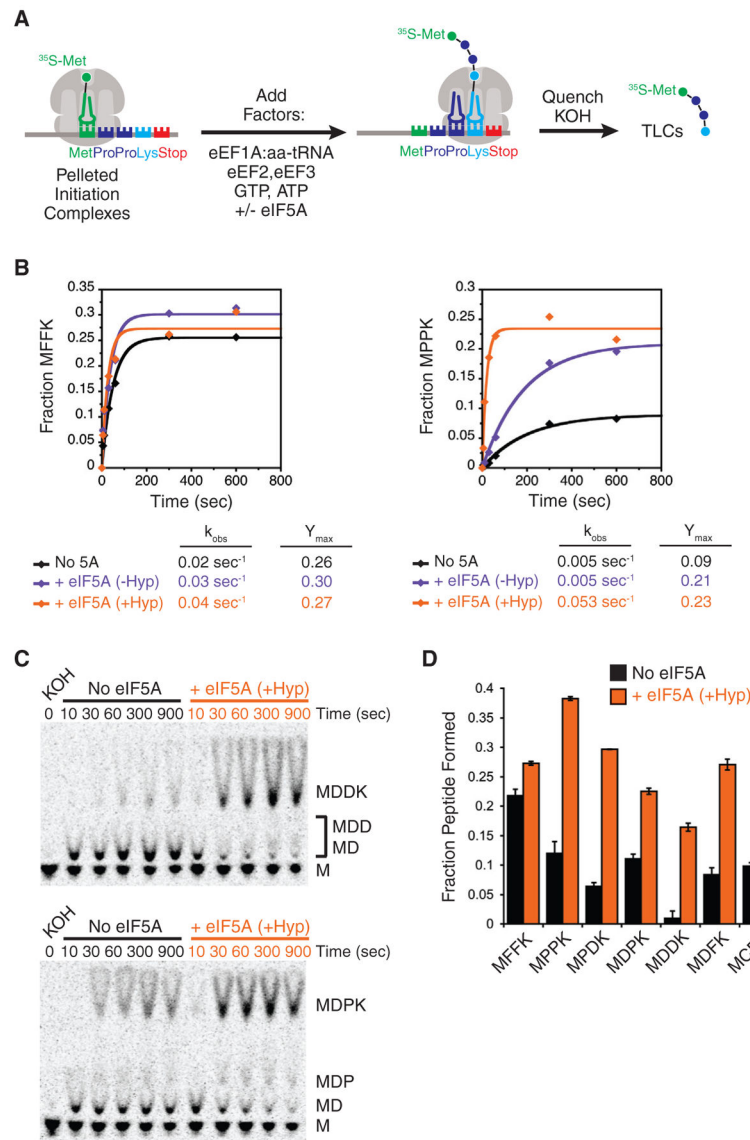 A
³⁵S-Met
MetProProLysStop
Pelleted
Initiation
Complexes
Add
Factors:
eEF1A:aa-tRNA
eEF2,eEF3
GTP, ATP
+/- eIF5A
³⁵S-Met
MetProProLysStop
Quench
KOH
³⁵S-Met
TLCs
B
Fraction MFFK
0.35
0.3
0.25
0.2
0.15
0.1
0.05
0
0 200 400 600 800
Time (sec)
kobs Ymax
No 5A 0.02 sec⁻¹ 0.26
+ eIF5A (-Hyp) 0.03 sec⁻¹ 0.30
+ eIF5A (+Hyp) 0.04 sec⁻¹ 0.27
Fraction MPPK
0.3
0.25
0.2
0.15
0.1
0.05
0
0 200 400 600 800
Time (sec)
kobs Ymax
No 5A 0.005 sec⁻¹ 0.09
+ eIF5A (-Hyp) 0.005 sec⁻¹ 0.21
+ eIF5A (+Hyp) 0.053 sec⁻¹ 0.23
C
KOH No eIF5A + eIF5A (+Hyp)
0 10 30 60 300 900 10 30 60 300 900 Time (sec)
MDDK
MDD
MD
M
KOH No eIF5A + eIF5A (+Hyp)
0 10 30 60 300 900 10 30 60 300 900 Time (sec)
MDPK
MDP
MD
M
D
No eIF5A
+ eIF5A (+Hyp)
Fraction Peptide Formed
0.4
0.35
0.3
0.25
0.2
0.15
0.1
0.05
0
MFFK MPPK MPDK MDPK MDDK MDFK